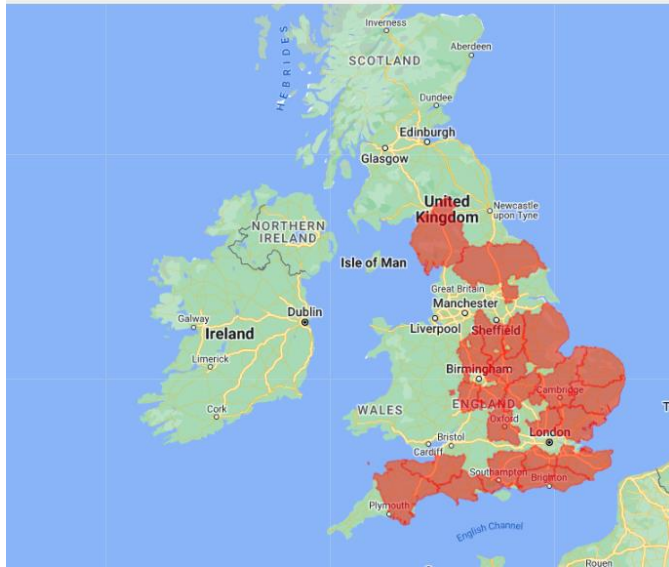 Inverness
HEBRIDES
Aberdeen
SCOTLAND
Dundee
Edinburgh
Glasgow
United
Kingdom
Newcastle
upon Tyne
NORTHERN
IRELAND
Isle of Man
Great Britain
Manchester
Dublin
Galway
Ireland
Liverpool
Sheffield
Limerick
Birmingham
Cambridge
Cork
WALES
ENGLAND
Oxford
London
Bristol
Cardiff
Southampton
Brighton
Plymouth
English Channel
Rouen